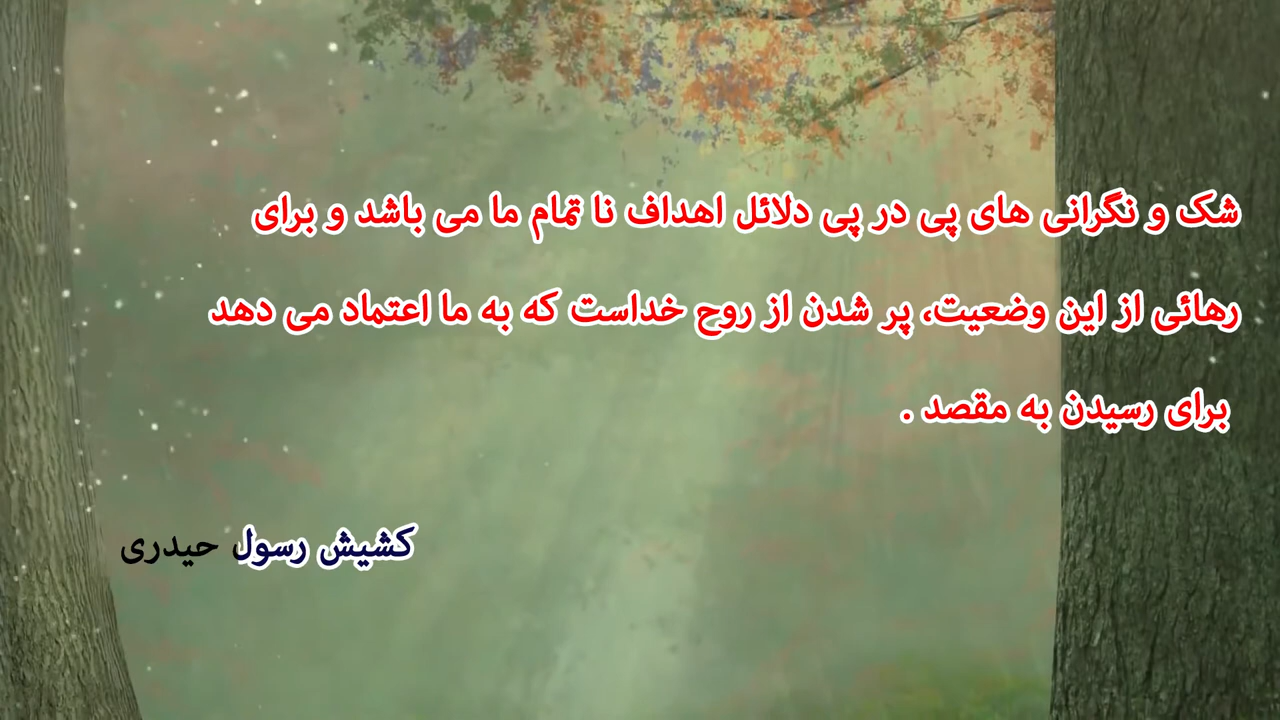 شک و نگرانی های پی در پی دلائل اهداف نا تمام ما می باشد و برای
رهائی از این وضعیت، پر شدن از روح خداست که به ما اعتماد می دهد
برای رسیدن به مقصد .
کشیش رسول حیدری